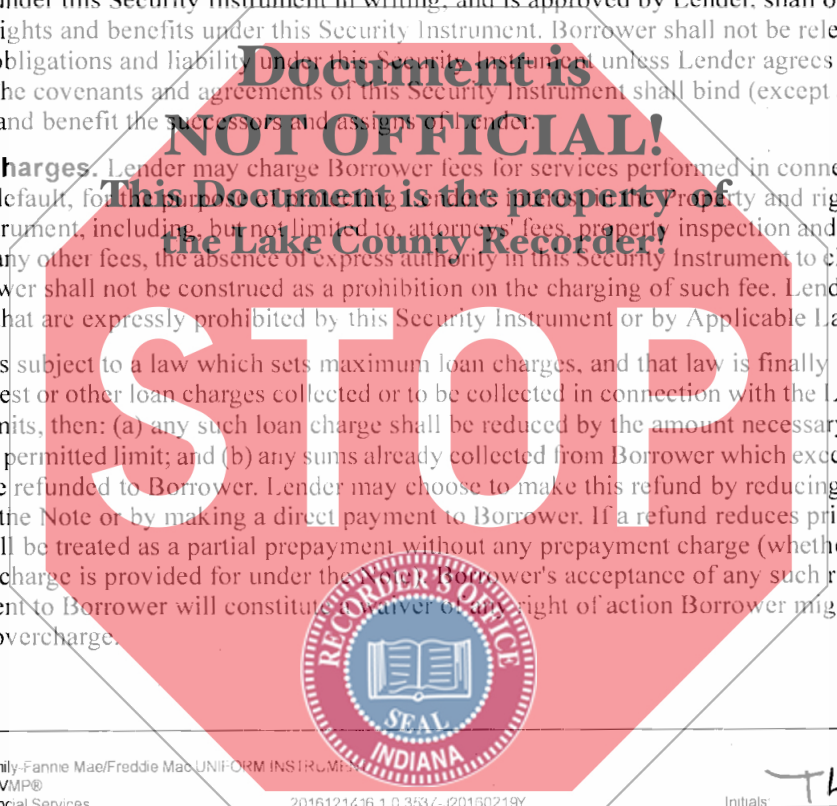 under this Security Instrument in writing, and is approved by Lender, shall o
ights and benefits under this Security Instrument. Borrower shall not be rele
bligations and liability under this Security Instrument unless Lender agrees
he covenants and agreements of this Security Instrument shall bind (except
and benefit the successors and assigns of Lender.
Document is
NOT OFFICIAL!
This Document is the property of
the Lake County Recorder!
harges. Lender may charge Borrower fees for services performed in conne
default, for the purpose of protecting Lender's interest in the Property and rig
rument, including, but not limited to, attorneys' fees, property inspection and
any other fees, the absence of express authority in this Security Instrument to c
wer shall not be construed as a prohibition on the charging of such fee. Lend
hat are expressly prohibited by this Security Instrument or by Applicable La
STOP
s subject to a law which sets maximum loan charges, and that law is finally
est or other loan charges collected or to be collected in connection with the L
mits, then: (a) any such loan charge shall be reduced by the amount necessary
permitted limit; and (b) any sums already collected from Borrower which exce
e refunded to Borrower. Lender may choose to make this refund by reducing
the Note or by making a direct payment to Borrower. If a refund reduces pri
ll be treated as a partial prepayment without any prepayment charge (whethe
charge is provided for under the Note). Borrower's acceptance of any such r
ent to Borrower will constitute a waiver of any right of action Borrower mig
overcharge.
RECORDER'S OFFICE
SEAL
INDIANA
mily-Fannie Mae/Freddie Mac UNIFORM INSTRUMEN
VMP®
ncial Services
Initials: